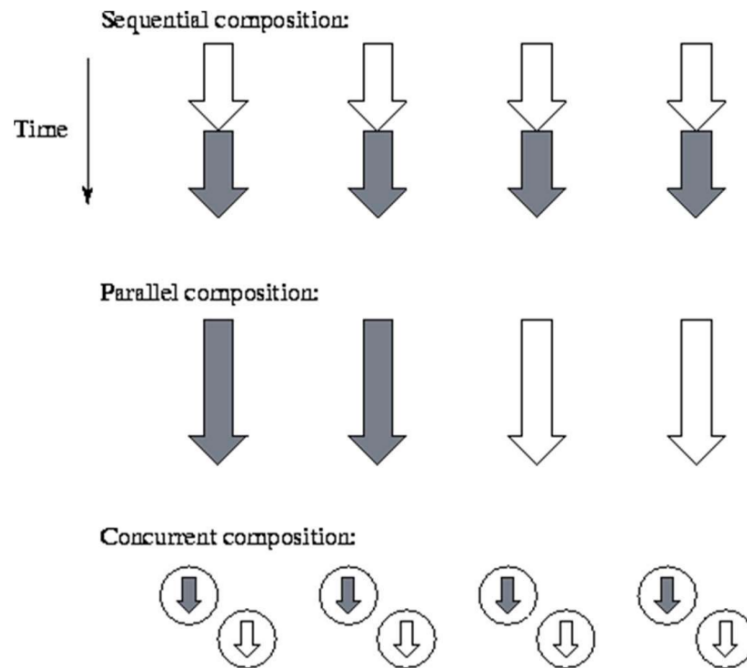 Sequential composition:
Time
Parallel composition:
Concurrent composition: